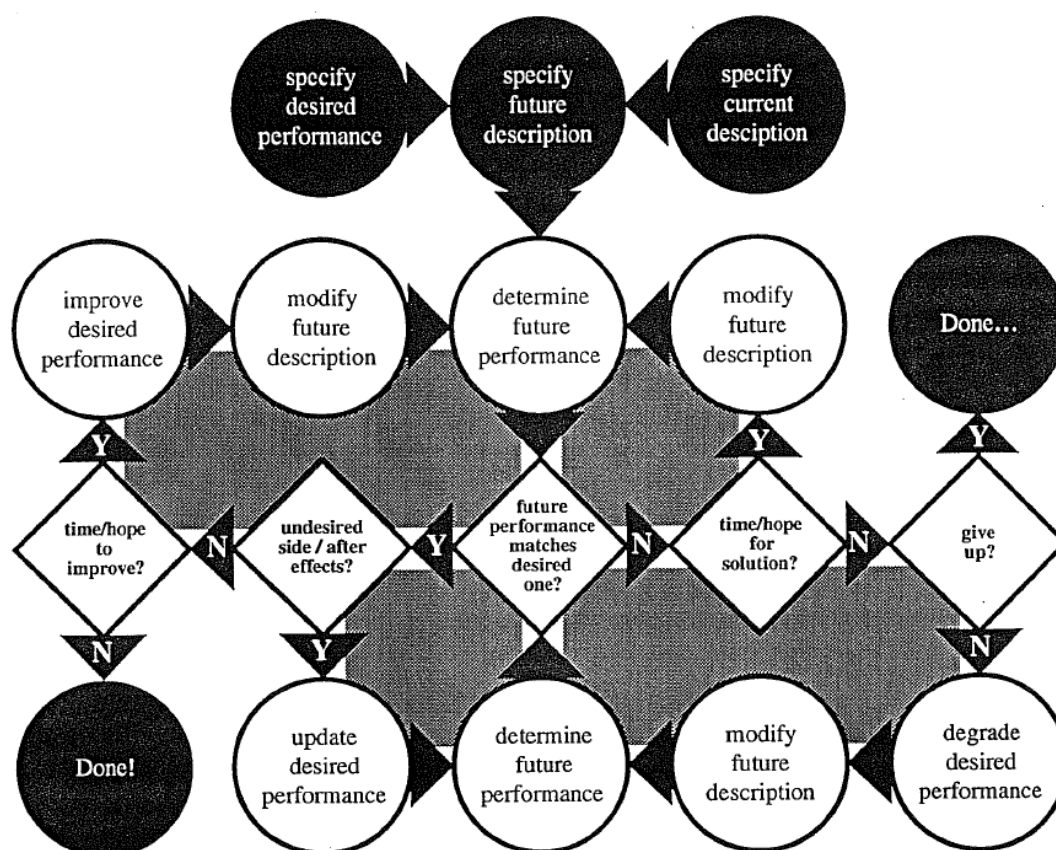 specify
desired
performance
specify
future
description
specify
current
desciption
improve
desired
performance
modify
future
description
determine
future
performance
modify
future
description
Done...
Y
Y
Y
time/hope
to
improve?
N
undesired
side / after
effects?
Y
future
performance
matches
desired
one?
N
time/hope
for
solution?
N
give
up?
N
Y
N
Done!
update
desired
performance
determine
future
performance
modify
future
description
degrade
desired
performance